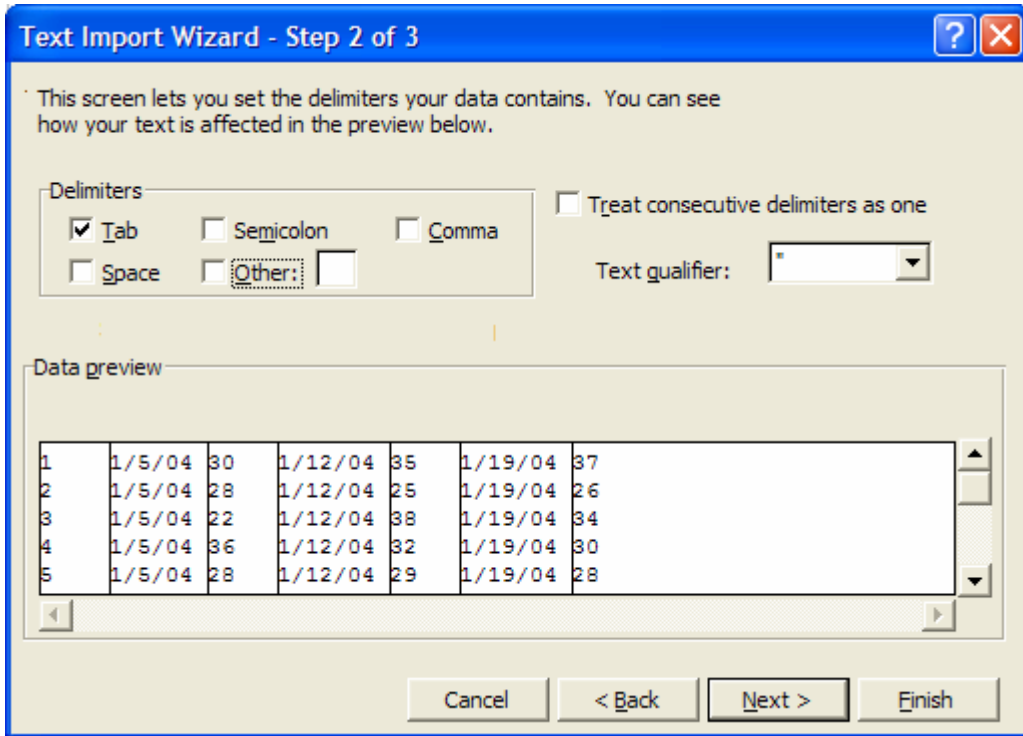 Text Import Wizard - Step 2 of 3
This screen lets you set the delimiters your data contains.  You can see
how your text is affected in the preview below.
Delimiters
Tab
Semicolon
Comma
Space
Other:
Treat consecutive delimiters as one
Text qualifier: "
Data preview
1 1/5/04 30 1/12/04 35 1/19/04 37
2 1/5/04 28 1/12/04 25 1/19/04 26
3 1/5/04 22 1/12/04 38 1/19/04 34
4 1/5/04 36 1/12/04 32 1/19/04 30
5 1/5/04 28 1/12/04 29 1/19/04 28
Cancel
< Back
Next >
Finish